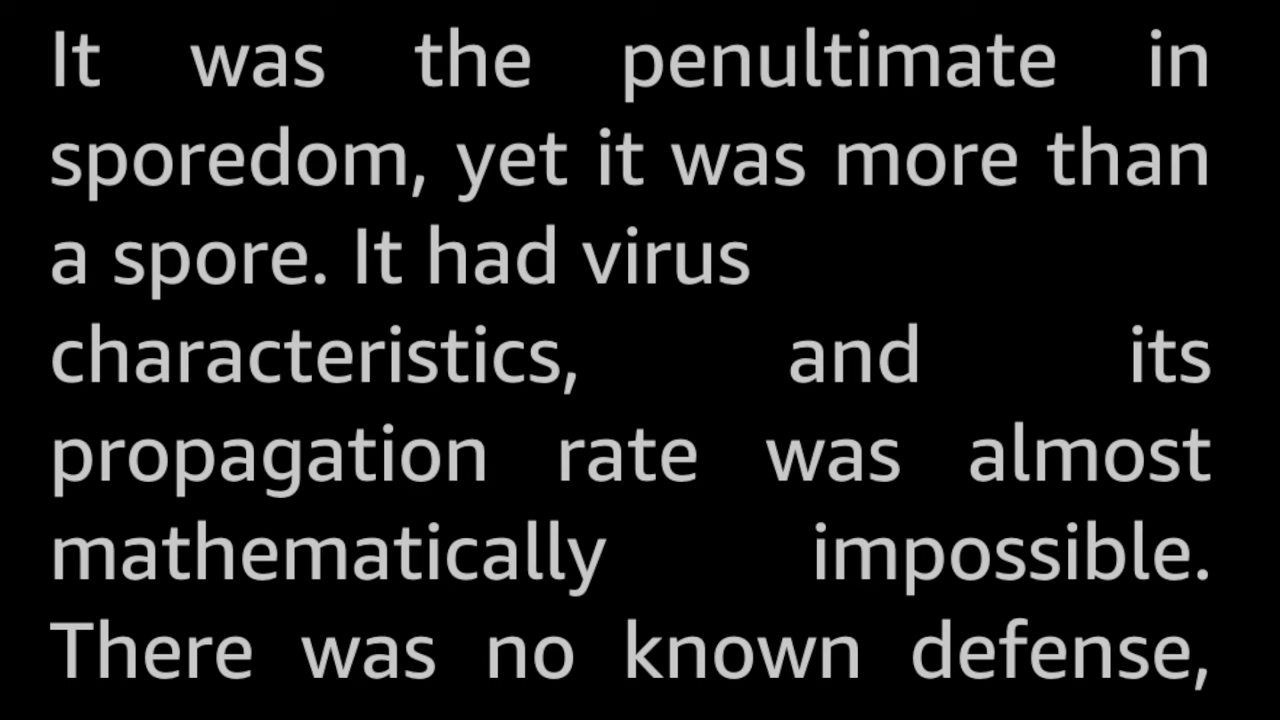 It was the penultimate in
sporedom, yet it was more than
a spore. It had virus
characteristics, and its
propagation rate was almost
mathematically impossible.
There was no known defense,